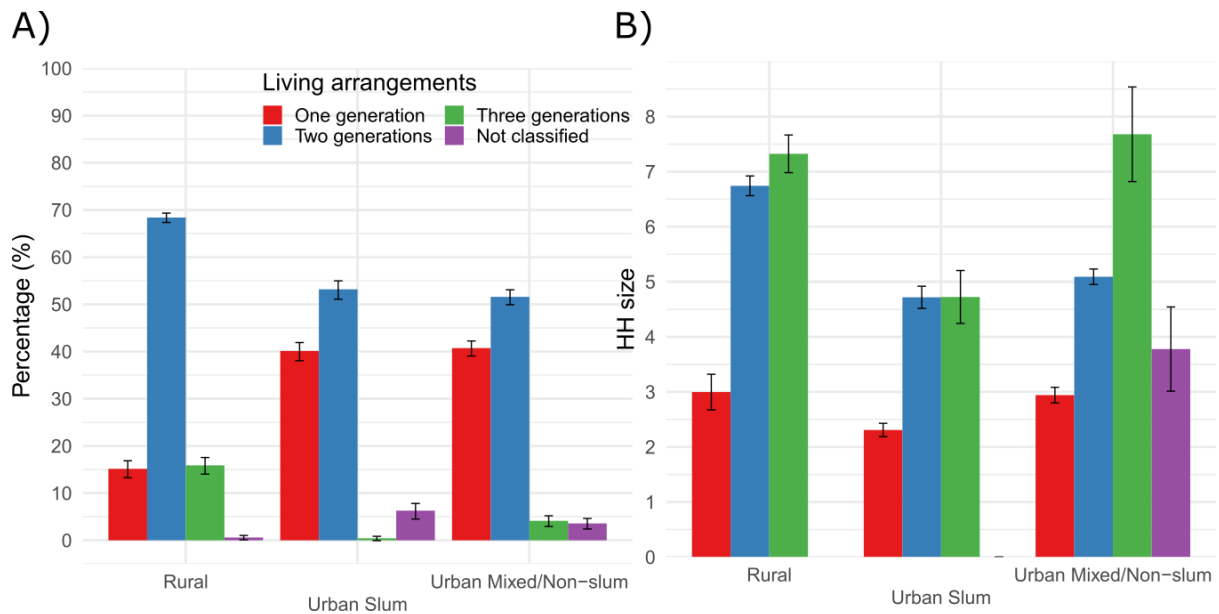 A)
Percentage (%)
100
90
80
70
60
50
40
30
20
10
0
Living arrangements
One generation
Two generations
Three generations
Not classified
Rural
Urban Slum
Urban Mixed/Non−slum
B)
HH size
8
7
6
5
4
3
2
1
0
Rural
Urban Slum
Urban Mixed/Non−slum